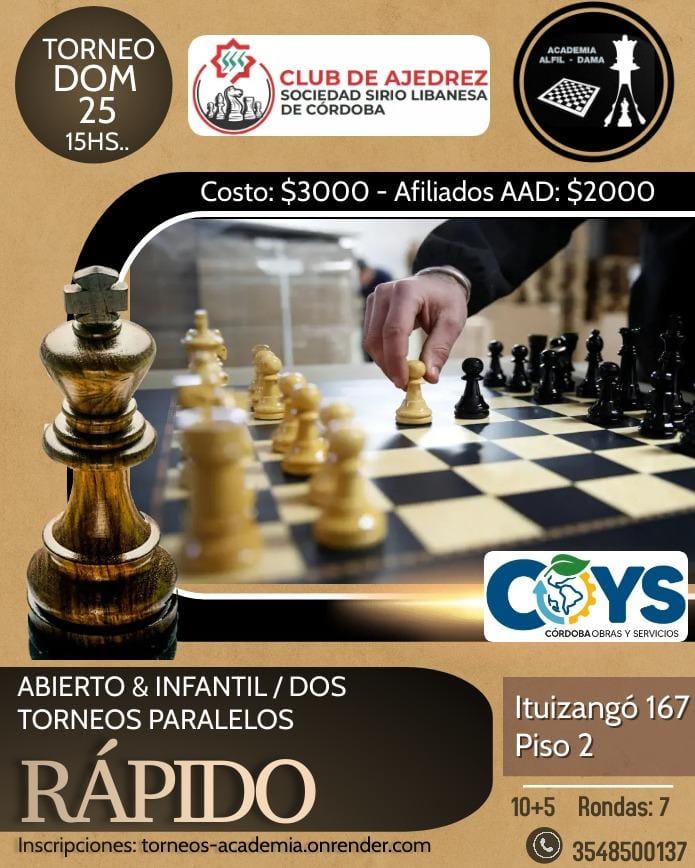 TORNEO
DOM
25
15HS..
CLUB DE AJEDREZ
SOCIEDAD SIRIO LIBANESA
DE CÓRDOBA
ACADEMIA
ALFIL - DAMA
Costo: $3000 - Afiliados AAD: $2000
COYS
CÓRDOBA OBRAS Y SERVICIOS
ABIERTO & INFANTIL / DOS
TORNEOS PARALELOS
RÁPIDO
Inscripciones: torneos-academia.onrender.com
Ituizangó 167
Piso 2
10+5 Rondas: 7
3548500137